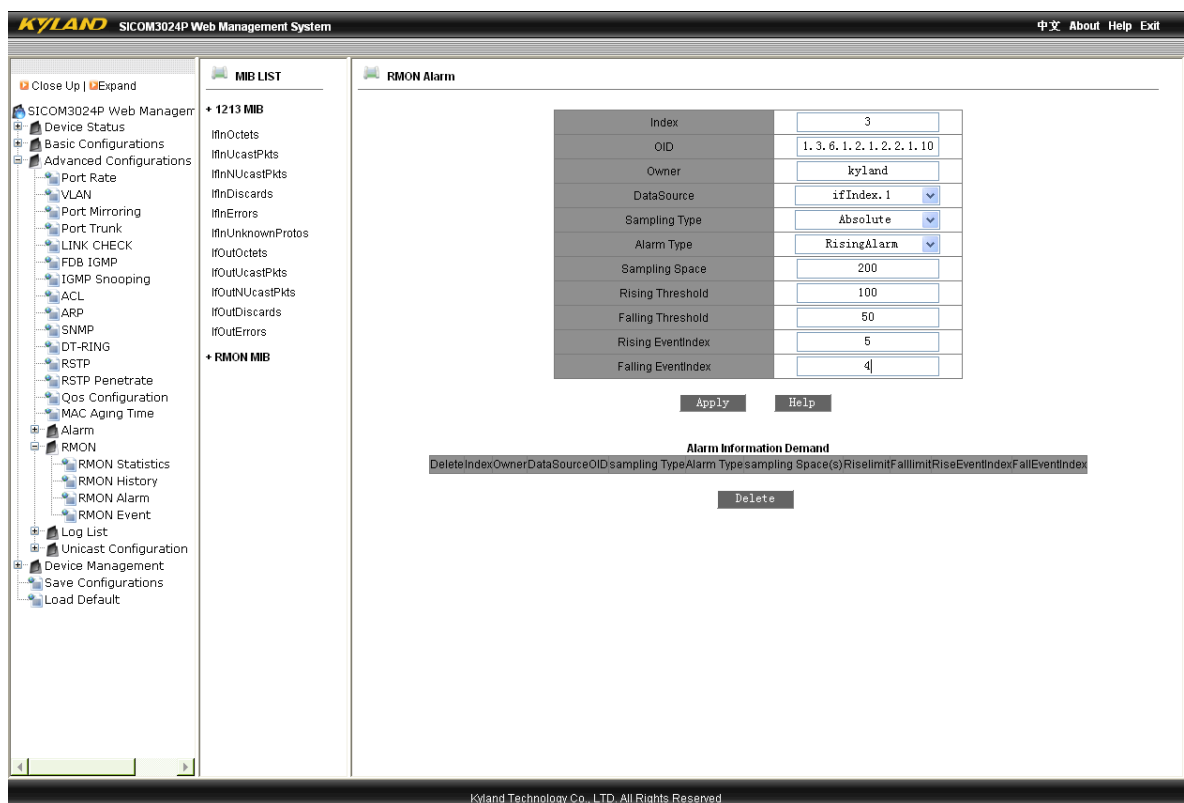 KYLAND SICOM3024P Web Management System
中文 About Help Exit
Close Up | Expand
SICOM3024P Web Managem
Device Status
Basic Configurations
Advanced Configurations
Port Rate
VLAN
Port Mirroring
Port Trunk
LINK CHECK
FDB IGMP
IGMP Snooping
ACL
ARP
SNMP
DT-RING
RSTP
RSTP Penetrate
Qos Configuration
MAC Aging Time
Alarm
RMON
RMON Statistics
RMON History
RMON Alarm
RMON Event
Log List
Unicast Configuration
Device Management
Save Configurations
Load Default
MIB LIST
+ 1213 MIB
IfInOctets
IfInUcastPkts
IfInNUcastPkts
IfInDiscards
IfInErrors
IfInUnknownProtos
IfOutOctets
IfOutUcastPkts
IfOutNUcastPkts
IfOutDiscards
IfOutErrors
+ RMON MIB
RMON Alarm
Index 3
OID 1.3.6.1.2.1.2.2.1.10
Owner kyland
DataSource ifIndex.1
Sampling Type Absolute
Alarm Type RisingAlarm
Sampling Space 200
Rising Threshold 100
Falling Threshold 50
Rising EventIndex 5
Falling EventIndex 4
Apply Help
Alarm Information Demand
DeleteIndexOwnerDataSourceOIDsampling TypeAlarm Typesampling Space(s)RiselimitFalllimitRiseEventIndexFallEventIndex
Delete
Kyland Technology Co., LTD. All Rights Reserved